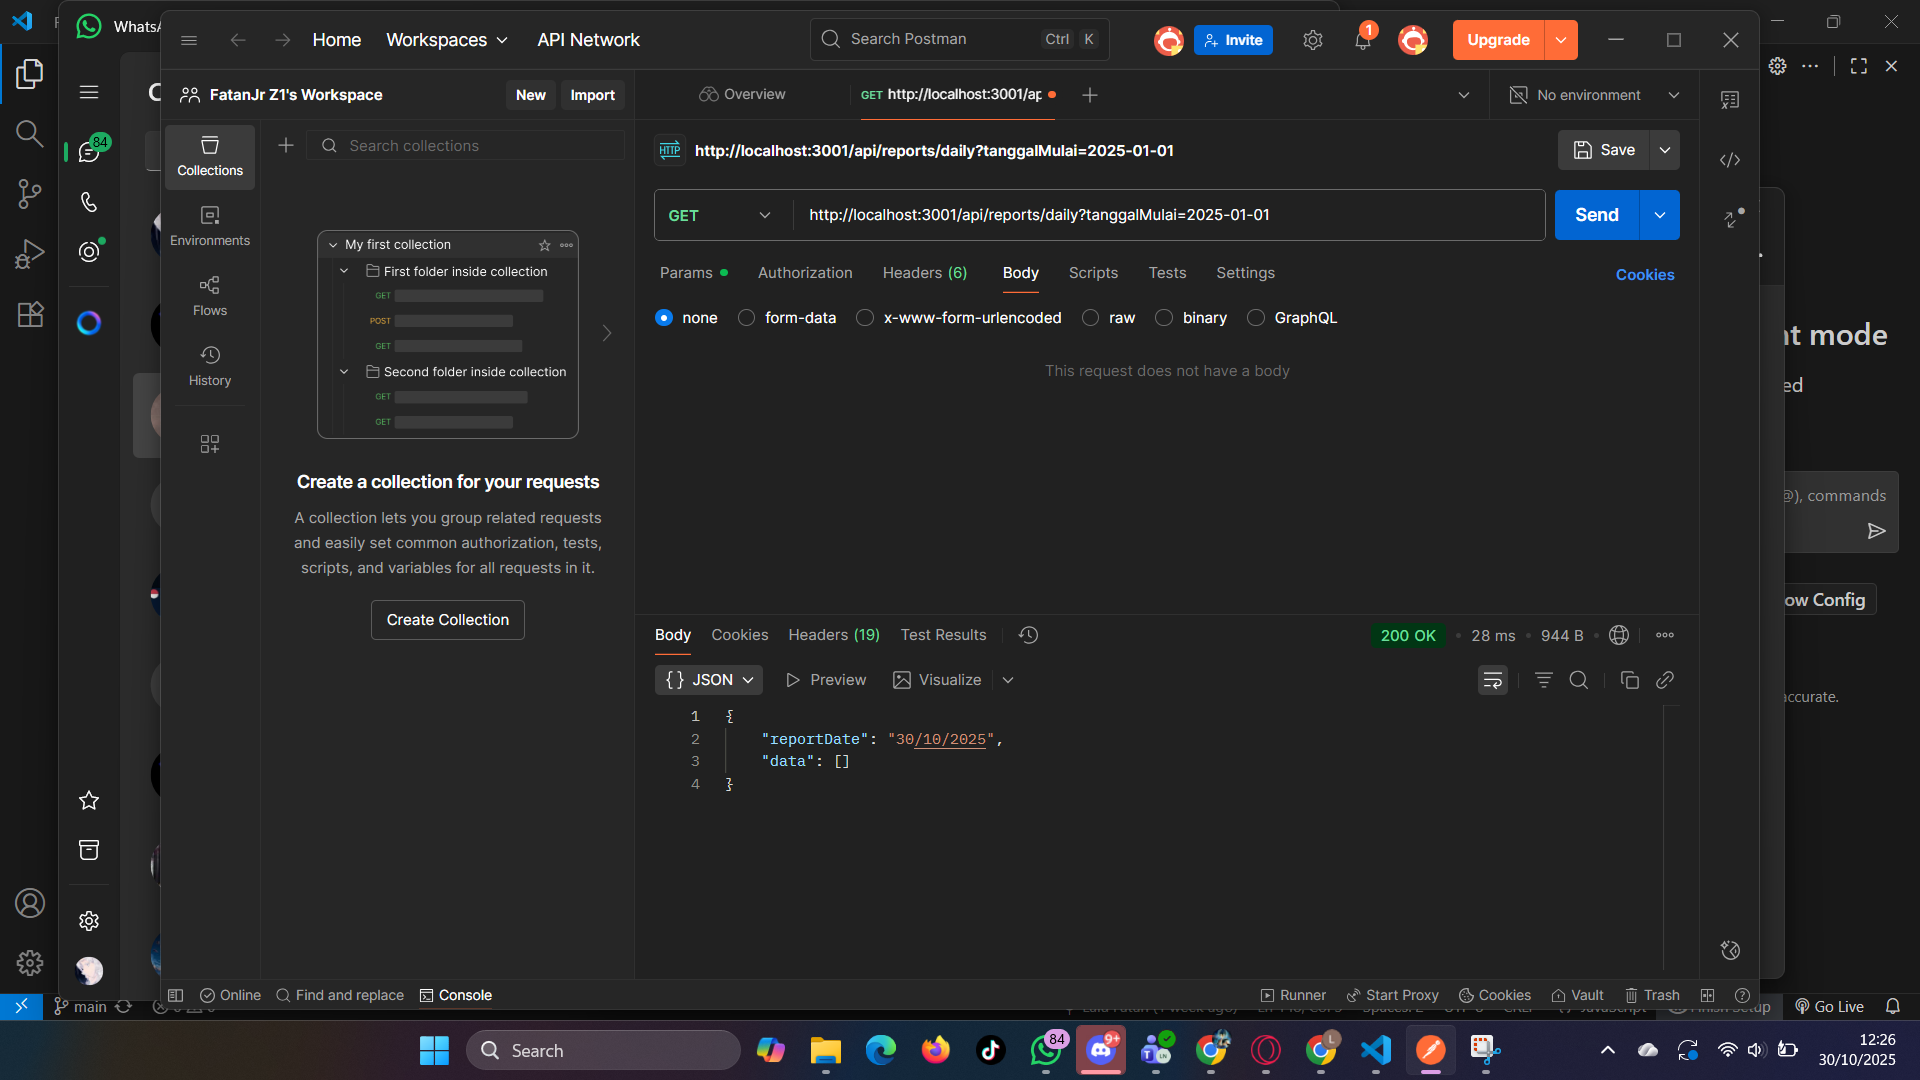 WhatsA
Home
Workspaces
API Network
Search Postman
Ctrl
K
Invite
1
Upgrade
FatanJr Z1's Workspace
New
Import
Overview
GET http://localhost:3001/ap
No environment
84
Collections
Search collections
HTTP
http://localhost:3001/api/reports/daily?tanggalMulai=2025-01-01
Save
Environments
GET
http://localhost:3001/api/reports/daily?tanggalMulai=2025-01-01
Send
My first collection
First folder inside collection
GET
POST
GET
Second folder inside collection
GET
GET
Params
Authorization
Headers (6)
Body
Scripts
Tests
Settings
Cookies
Flows
none
form-data
x-www-form-urlencoded
raw
binary
GraphQL
nt mode
History
This request does not have a body
ed
Create a collection for your requests
A collection lets you group related requests
and easily set common authorization, tests,
scripts, and variables for all requests in it.
Create Collection
@), commands
ow Config
Body
Cookies
Headers (19)
Test Results
200 OK
28 ms
944 B
{} JSON
Preview
Visualize
accurate.
1 {
2 "reportDate": "30/10/2025",
3 "data": []
4 }
Online
Find and replace
Console
Runner
Start Proxy
Cookies
Vault
Trash
main
Go Live
Search
84
9+
L
12:26
30/10/2025